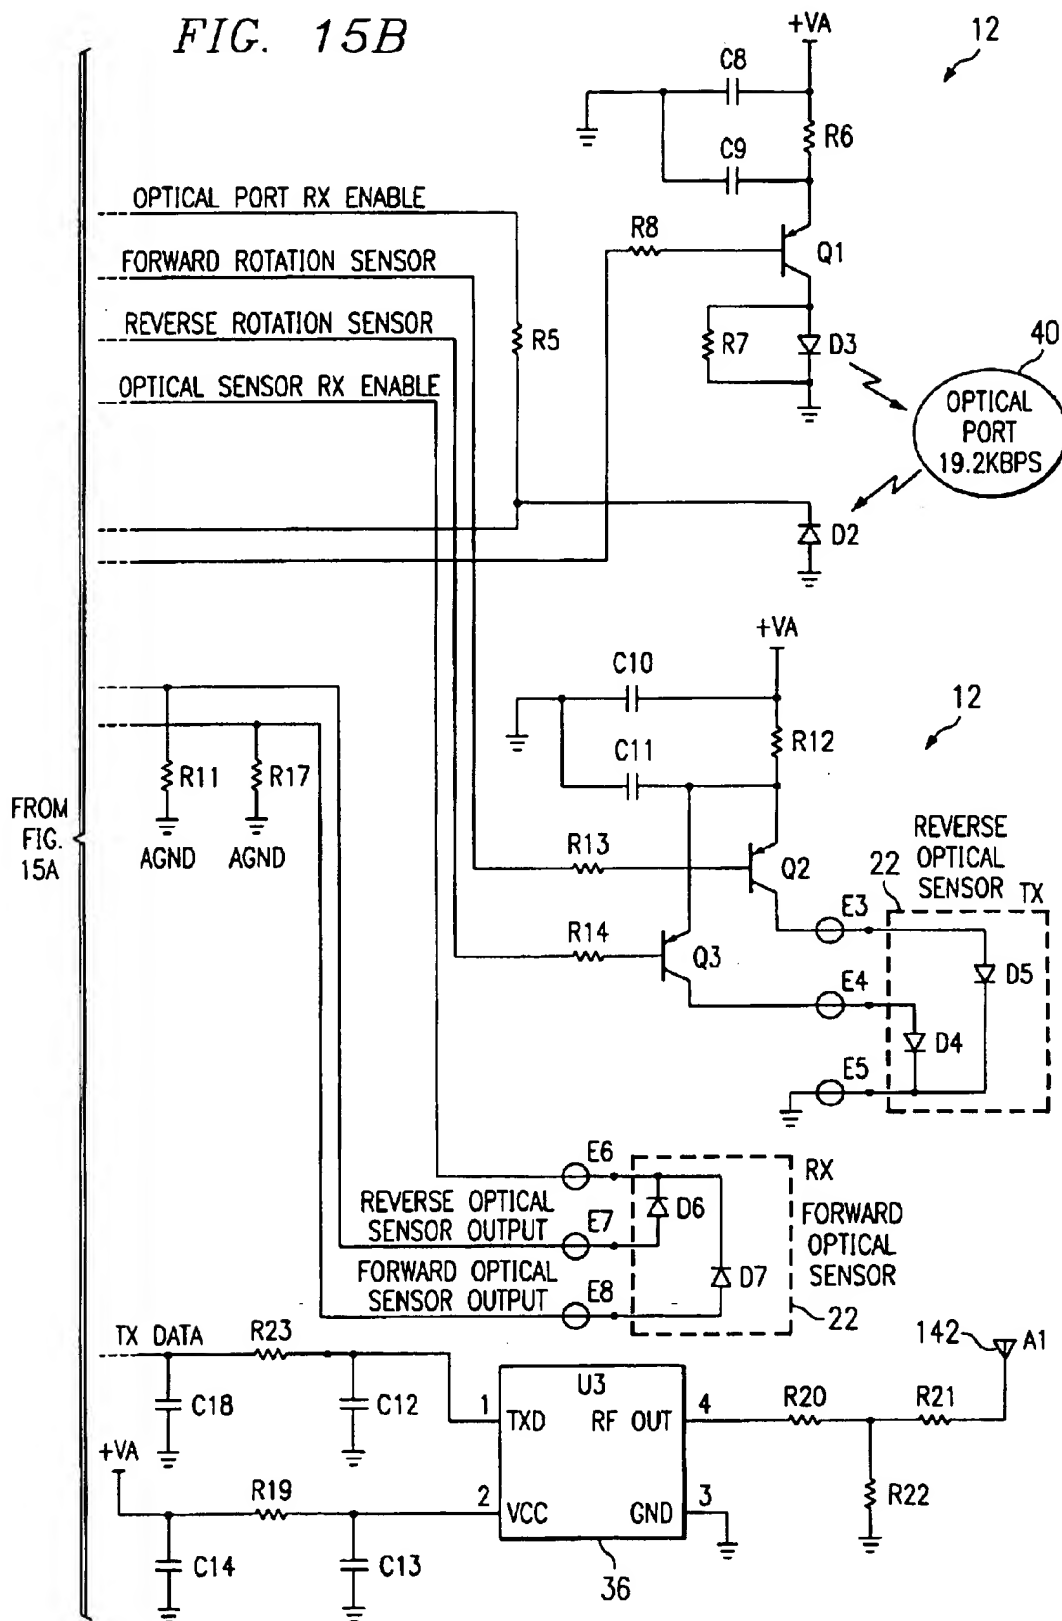 FIG. 15B
+VA
12
C8
R6
C9
OPTICAL PORT RX ENABLE
R8
Q1
FORWARD ROTATION SENSOR
REVERSE ROTATION SENSOR
R5
R7
D3
40
OPTICAL SENSOR RX ENABLE
OPTICAL
PORT
19.2KBPS
D2
+VA
C10
12
R12
C11
R11
R17
FROM
FIG.
15A
AGND
AGND
R13
Q2
REVERSE
OPTICAL
SENSOR
22
TX
E3
R14
Q3
D5
E4
D4
E5
E6
RX
REVERSE OPTICAL
SENSOR OUTPUT
E7
D6
FORWARD
OPTICAL
SENSOR
FORWARD OPTICAL
SENSOR OUTPUT
E8
D7
22
TX DATA
R23
142
A1
C18
C12
U3
1
TXD
RF OUT
4
R20
R21
+VA
R19
2
VCC
GND
3
R22
C14
C13
36